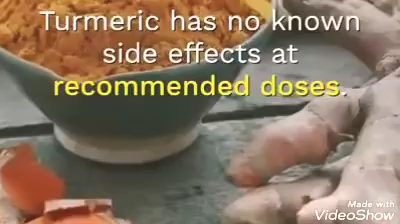 Turmeric has no known
side effects at
recommended doses.
Made with
VideoShow